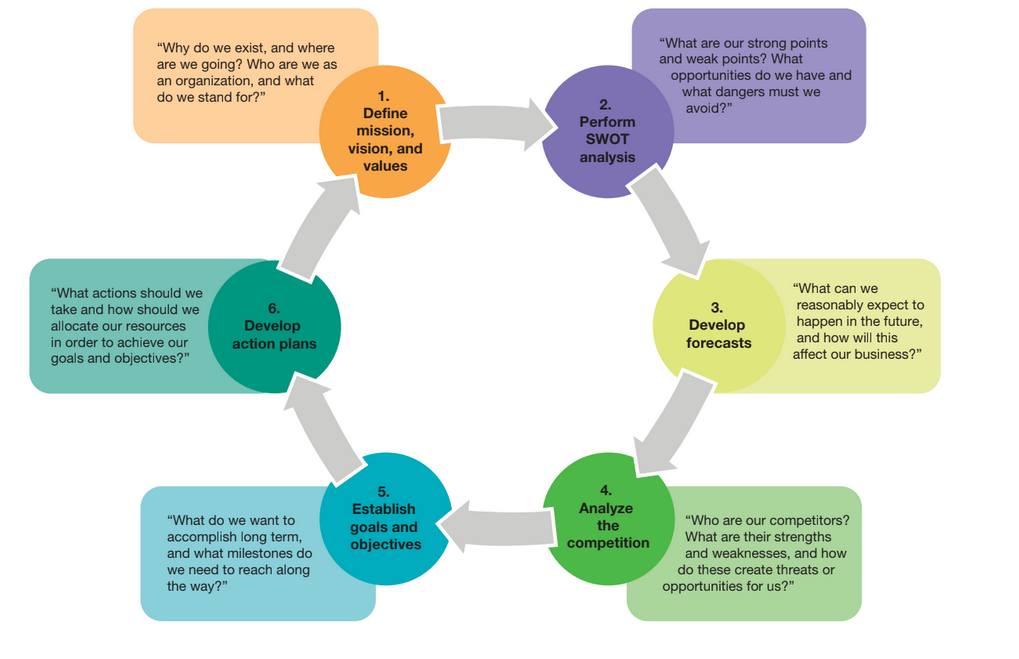 “Why do we exist, and where
are we going? Who are we as
an organization, and what
do we stand for?”
1.
Define
mission,
vision, and
values
2.
Perform
SWOT
analysis
“What are our strong points
and weak points? What
opportunities do we have and
what dangers must we
avoid?”
3.
Develop
forecasts
“What can we
reasonably expect to
happen in the future,
and how will this
affect our business?”
4.
Analyze
the
competition
“Who are our competitors?
What are their strengths
and weaknesses, and how
do these create threats or
opportunities for us?”
5.
Establish
goals and
objectives
“What do we want to
accomplish long term,
and what milestones do
we need to reach along
the way?”
6.
Develop
action plans
“What actions should we
take and how should we
allocate our resources
in order to achieve our
goals and objectives?”